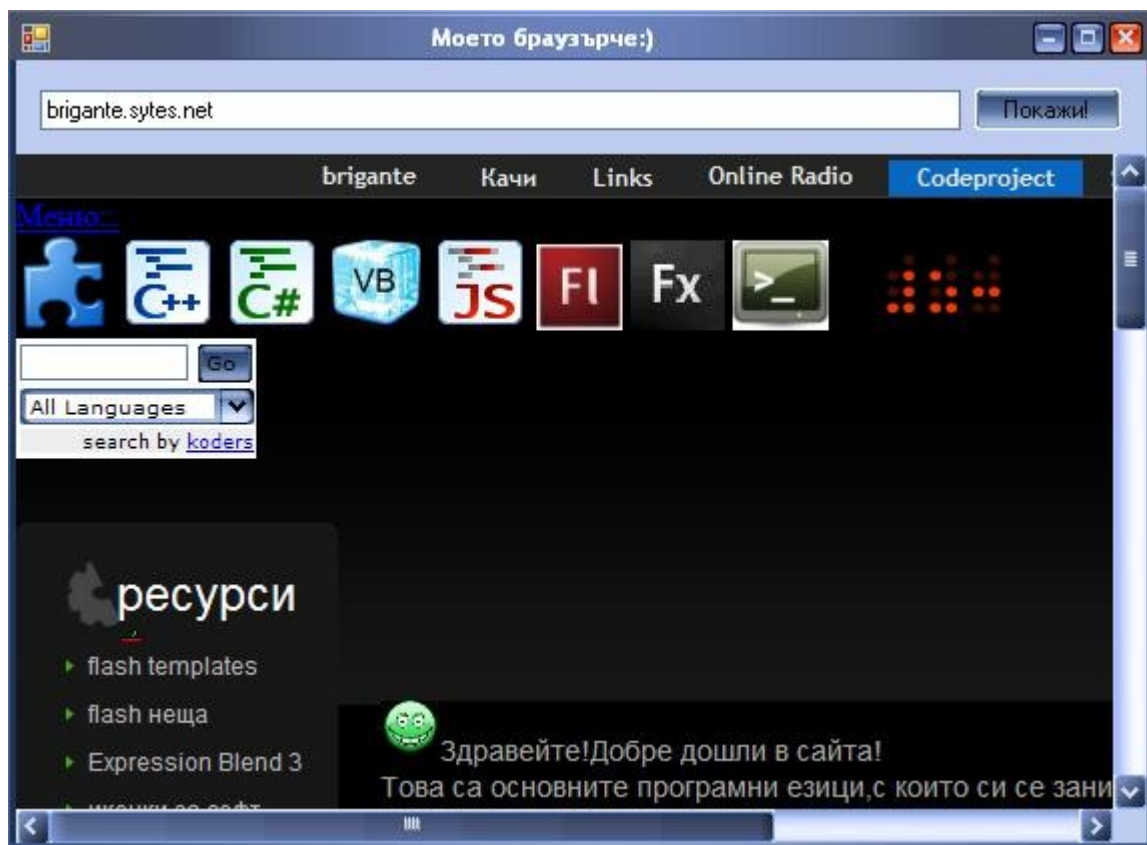 Моето браузърче:)
brigante.sytes.net
Покажи!
brigante Качи Links Online Radio Codeproject
Меню:..
C++ C# VB JS Fl Fx >_
Go
All Languages
search by koders
ресурси
flash templates
flash неща
Expression Blend 3
Здравейте!Добре дошли в сайта!
Това са основните програмни езици,с които си се зани